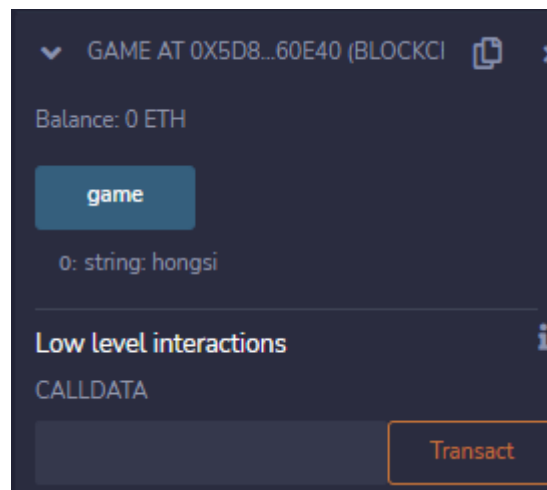 GAME AT 0X5D8...60E40 (BLOCKCI
Balance: 0 ETH
game
0: string: hongsi
Low level interactions
CALLDATA
Transact